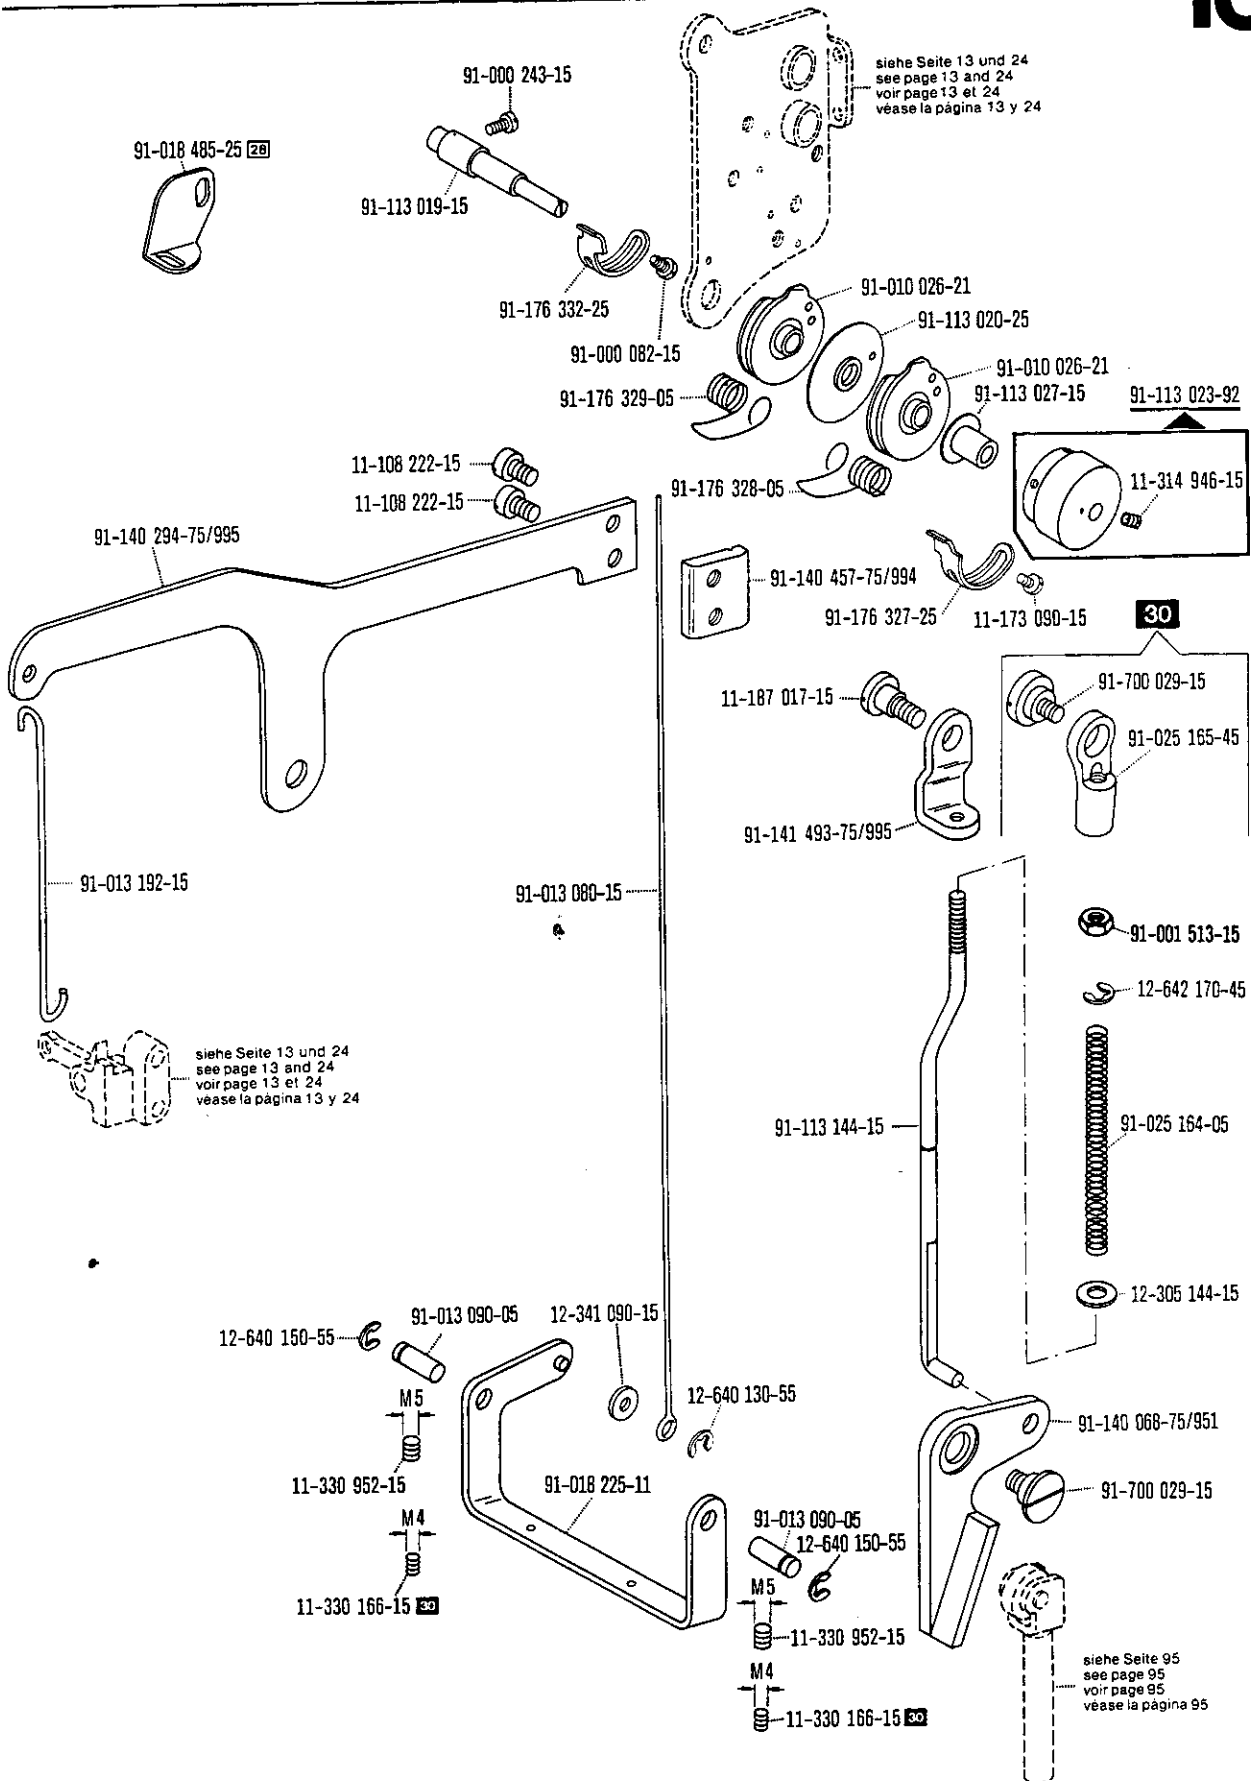 siehe Seite 13 und 24
see page 13 and 24
voir page 13 et 24
véase la página 13 y 24
91-000 243-15
91-018 485-25 28
91-113 019-15
91-176 332-25
91-000 082-15
91-010 026-21
91-113 020-25
91-010 026-21
91-113 027-15
91-113 023-92
91-176 329-05
11-108 222-15
11-108 222-15
91-176 328-05
11-314 946-15
91-140 294-75/995
91-140 457-75/994
91-176 327-25
11-173 090-15
30
11-187 017-15
91-700 029-15
91-025 165-45
91-141 493-75/995
91-013 192-15
91-013 080-15
91-001 513-15
12-642 170-45
siehe Seite 13 und 24
see page 13 and 24
voir page 13 et 24
véase la página 13 y 24
91-113 144-15
91-025 164-05
12-305 144-15
91-013 090-05
12-341 090-15
12-640 150-55
M5
12-640 130-55
91-140 068-75/951
11-330 952-15
91-018 225-11
91-700 029-15
M4
91-013 090-05
12-640 150-55
11-330 166-15 30
M5
11-330 952-15
M4
11-330 166-15 30
siehe Seite 95
see page 95
voir page 95
véase la página 95